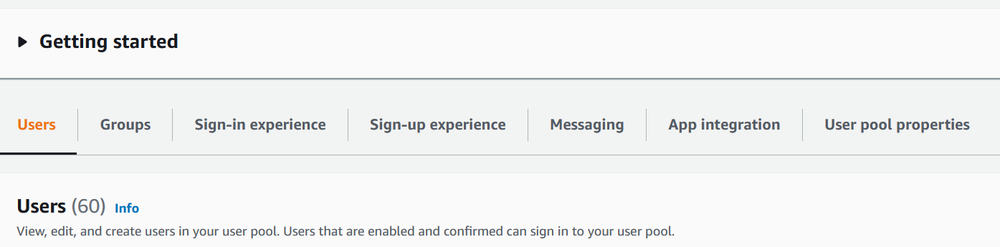 Getting started
Users Groups Sign-in experience Sign-up experience Messaging App integration User pool properties
Users (60) Info
View, edit, and create users in your user pool. Users that are enabled and confirmed can sign in to your user pool.